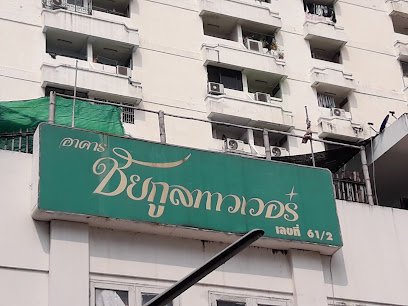 อาคาร
ชัยกูลทาวเวอร์
เลขที่ 61/2